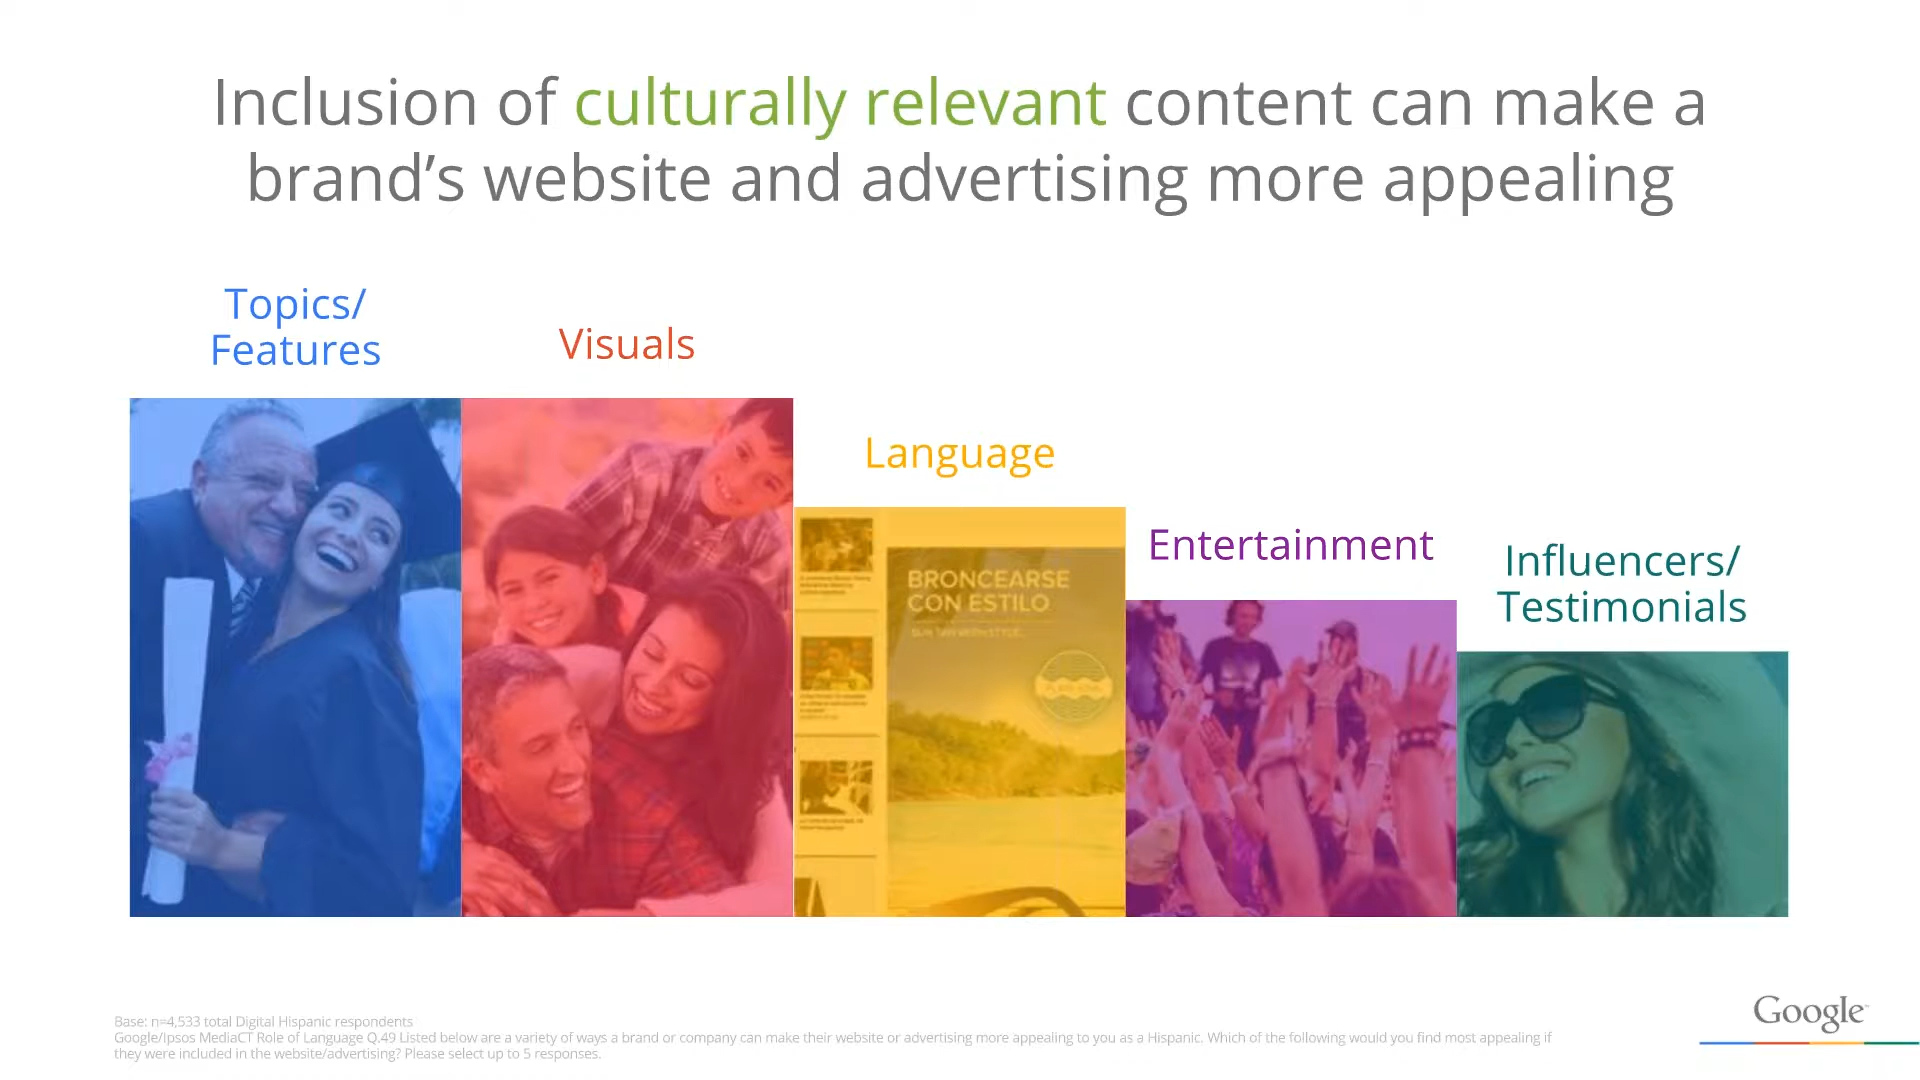 Inclusion of culturally relevant content can make a
brand’s website and advertising more appealing
Topics/
Features
Visuals
Language
Entertainment
Influencers/
Testimonials
BRONCEARSE
CON ESTILO
Base: n=4,533 total Digital Hispanic respondents
Google/Ipsos MediaCT Role of Language Q.49 Listed below are a variety of ways a brand or company can make their website or advertising more appealing to you as a Hispanic. Which of the following would you find most appealing if
they were included in the website/advertising? Please select up to 5 responses.
Google